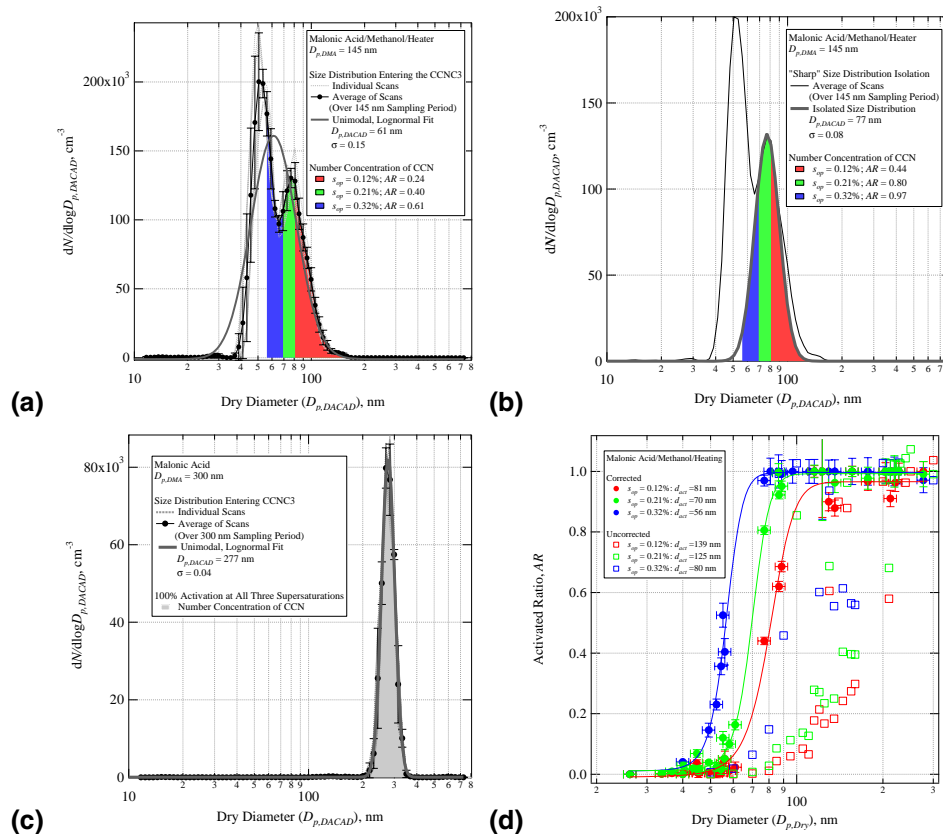 Malonic Acid/Methanol/Heater
D_p,DMA = 145 nm
Size Distribution Entering the CCNC3
Individual Scans
Average of Scans
(Over 145 nm Sampling Period)
Unimodal, Lognormal Fit
D_p,DACAD = 61 nm
σ = 0.15
Number Concentration of CCN
s_op = 0.12%; AR = 0.24
s_op = 0.21%; AR = 0.40
s_op = 0.32%; AR = 0.61
200x10³
150
100
50
0
dN/dlogD_p,DACAD, cm⁻³
10 2 3 4 5 6 7 8 9 100 2 3 4 5 6 7 8
Dry Diameter (D_p,DACAD), nm
(a)
Malonic Acid/Methanol/Heater
D_p,DMA = 145 nm
"Sharp" Size Distribution Isolation
Average of Scans
(Over 145 nm Sampling Period)
Isolated Size Distribution
D_p,DACAD = 77 nm
σ = 0.08
Number Concentration of CCN
s_op = 0.12%; AR = 0.44
s_op = 0.21%; AR = 0.80
s_op = 0.32%; AR = 0.97
200x10³
150
100
50
0
dN/dlogD_p,DACAD, cm⁻³
10 2 3 4 5 6 7 8 9 100 2 3 4 5 6 7
Dry Diameter (D_p,DACAD), nm
(b)
Malonic Acid
D_p,DMA = 300 nm
Size Distribution Entering CCNC3
Individual Scans
Average of Scans
(Over 300 nm Sampling Period)
Unimodal, Lognormal Fit
D_p,DACAD = 277 nm
σ = 0.04
100% Activation at All Three Supersaturations
Number Concentration of CCN
80x10³
60
40
20
0
dN/dlogD_p,DACAD, cm⁻³
10 2 3 4 5 6 7 8 9 100 2 3 4 5 6 7 8
Dry Diameter (D_p,DACAD), nm
(c)
Malonic Acid/Methanol/Heating
Corrected
s_op = 0.12%: d_act =81 nm
s_op = 0.21%: d_act =70 nm
s_op = 0.32%: d_act =56 nm
Uncorrected
s_op = 0.12%: d_act =139 nm
s_op = 0.21%: d_act =125 nm
s_op = 0.32%: d_act =80 nm
1.0
0.8
0.6
0.4
0.2
0.0
Activated Ratio, AR
2 3 4 5 6 7 8 9 100 2 3
Dry Diameter (D_p,Dry), nm
(d)